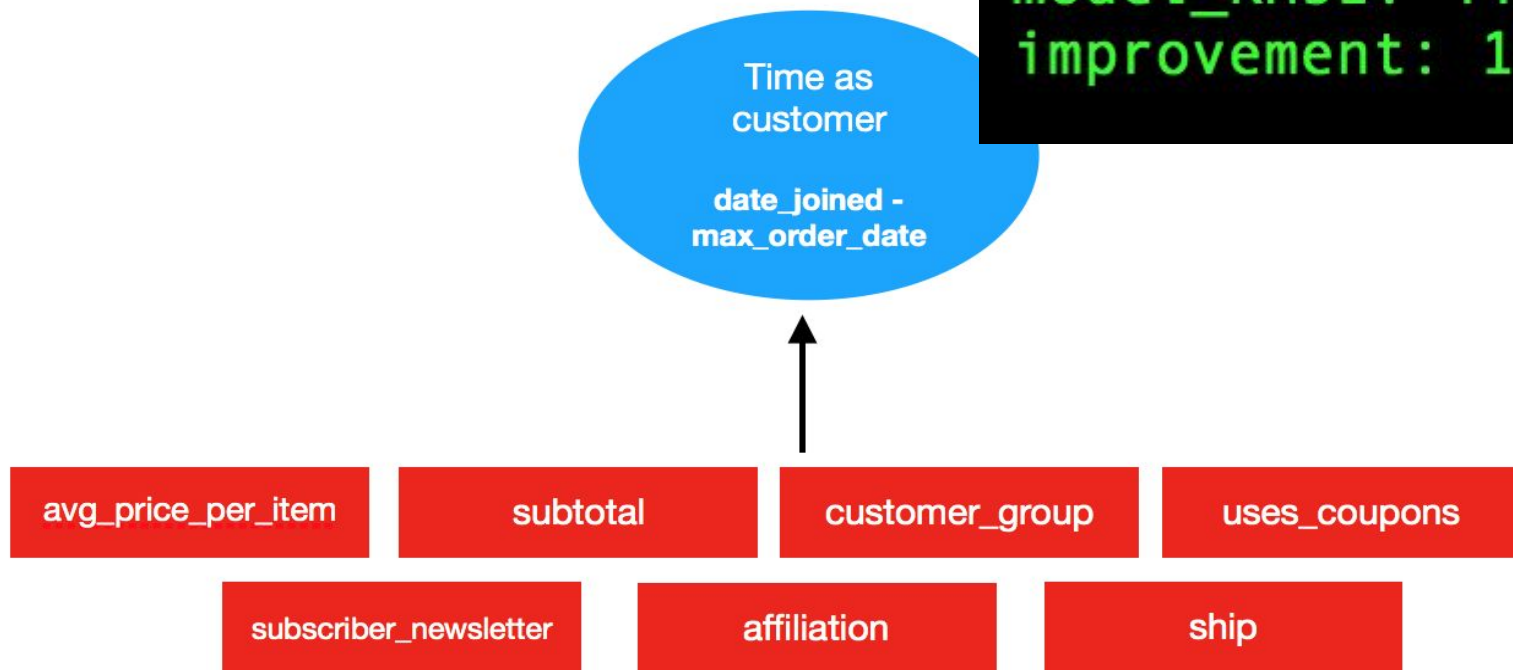 improvement: 1
Time as
customer
date_joined -
max_order_date
avg_price_per_item
subtotal
customer_group
uses_coupons
subscriber_newsletter
affiliation
ship